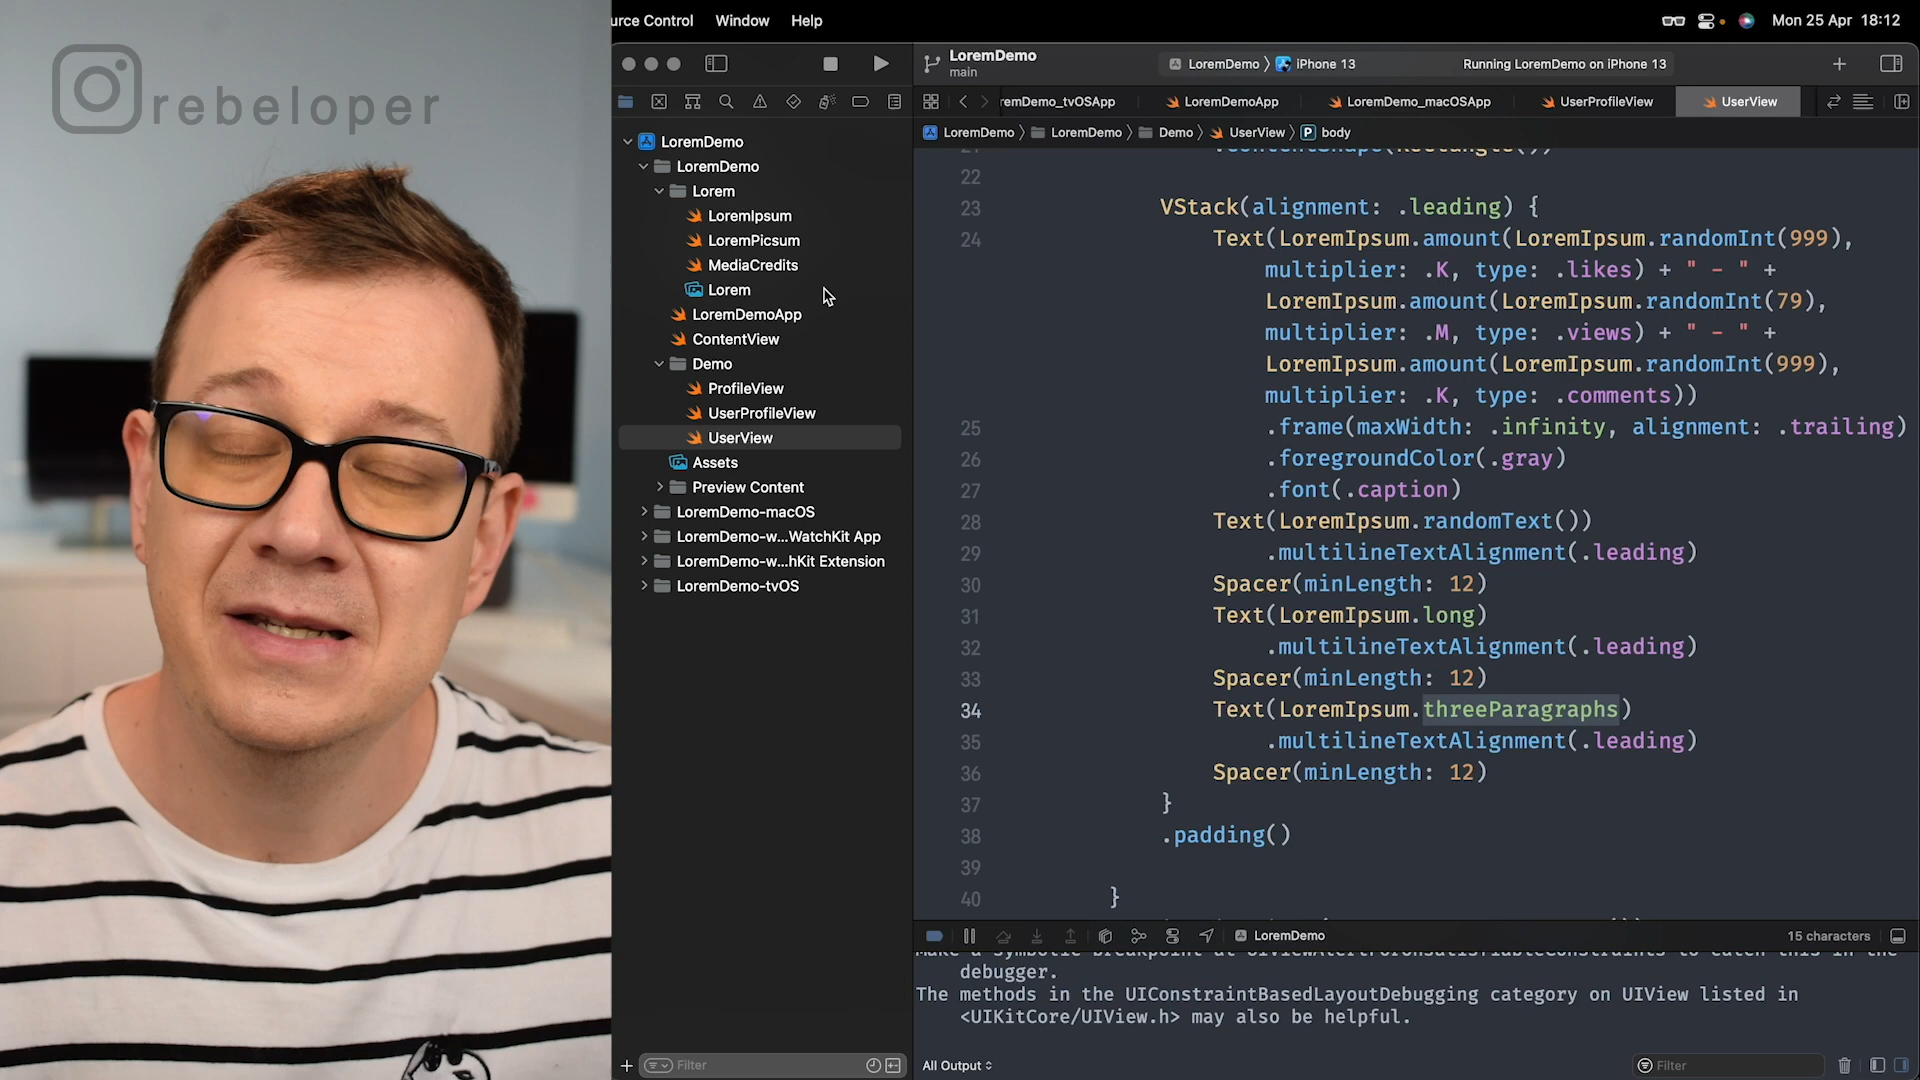 rebeloper
urce Control Window Help
Mon 25 Apr 18:12
LoremDemo
main
LoremDemo
iPhone 13
Running LoremDemo on iPhone 13
remDemo_tvOSApp
LoremDemoApp
LoremDemo_macOSApp
UserProfileView
UserView
LoremDemo
LoremDemo
Demo
UserView
P body
LoremDemo
LoremDemo
Lorem
LoremIpsum
LoremPicsum
MediaCredits
Lorem
LoremDemoApp
ContentView
Demo
ProfileView
UserProfileView
UserView
Assets
Preview Content
LoremDemo-macOS
LoremDemo-w...WatchKit App
LoremDemo-w...hKit Extension
LoremDemo-tvOS
Filter
22
23 VStack(alignment: .leading) {
24 Text(LoremIpsum.amount(LoremIpsum.randomInt(999),
multiplier: .K, type: .likes) + " - " +
LoremIpsum.amount(LoremIpsum.randomInt(79),
multiplier: .M, type: .views) + " - " +
LoremIpsum.amount(LoremIpsum.randomInt(999),
multiplier: .K, type: .comments))
25 .frame(maxWidth: .infinity, alignment: .trailing)
26 .foregroundColor(.gray)
27 .font(.caption)
28 Text(LoremIpsum.randomText())
29 .multilineTextAlignment(.leading)
30 Spacer(minLength: 12)
31 Text(LoremIpsum.long)
32 .multilineTextAlignment(.leading)
33 Spacer(minLength: 12)
34 Text(LoremIpsum.threeParagraphs)
35 .multilineTextAlignment(.leading)
36 Spacer(minLength: 12)
37 }
38 .padding()
39
40 }
LoremDemo
15 characters
debugger.
The methods in the UIConstraintBasedLayoutDebugging category on UIView listed in
<UIKitCore/UIView.h> may also be helpful.
All Output
Filter